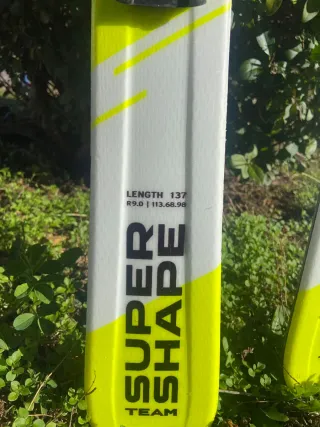 LENGTH 137
R9.0 | 113.68.98
SUPER
SHAPE
TEAM